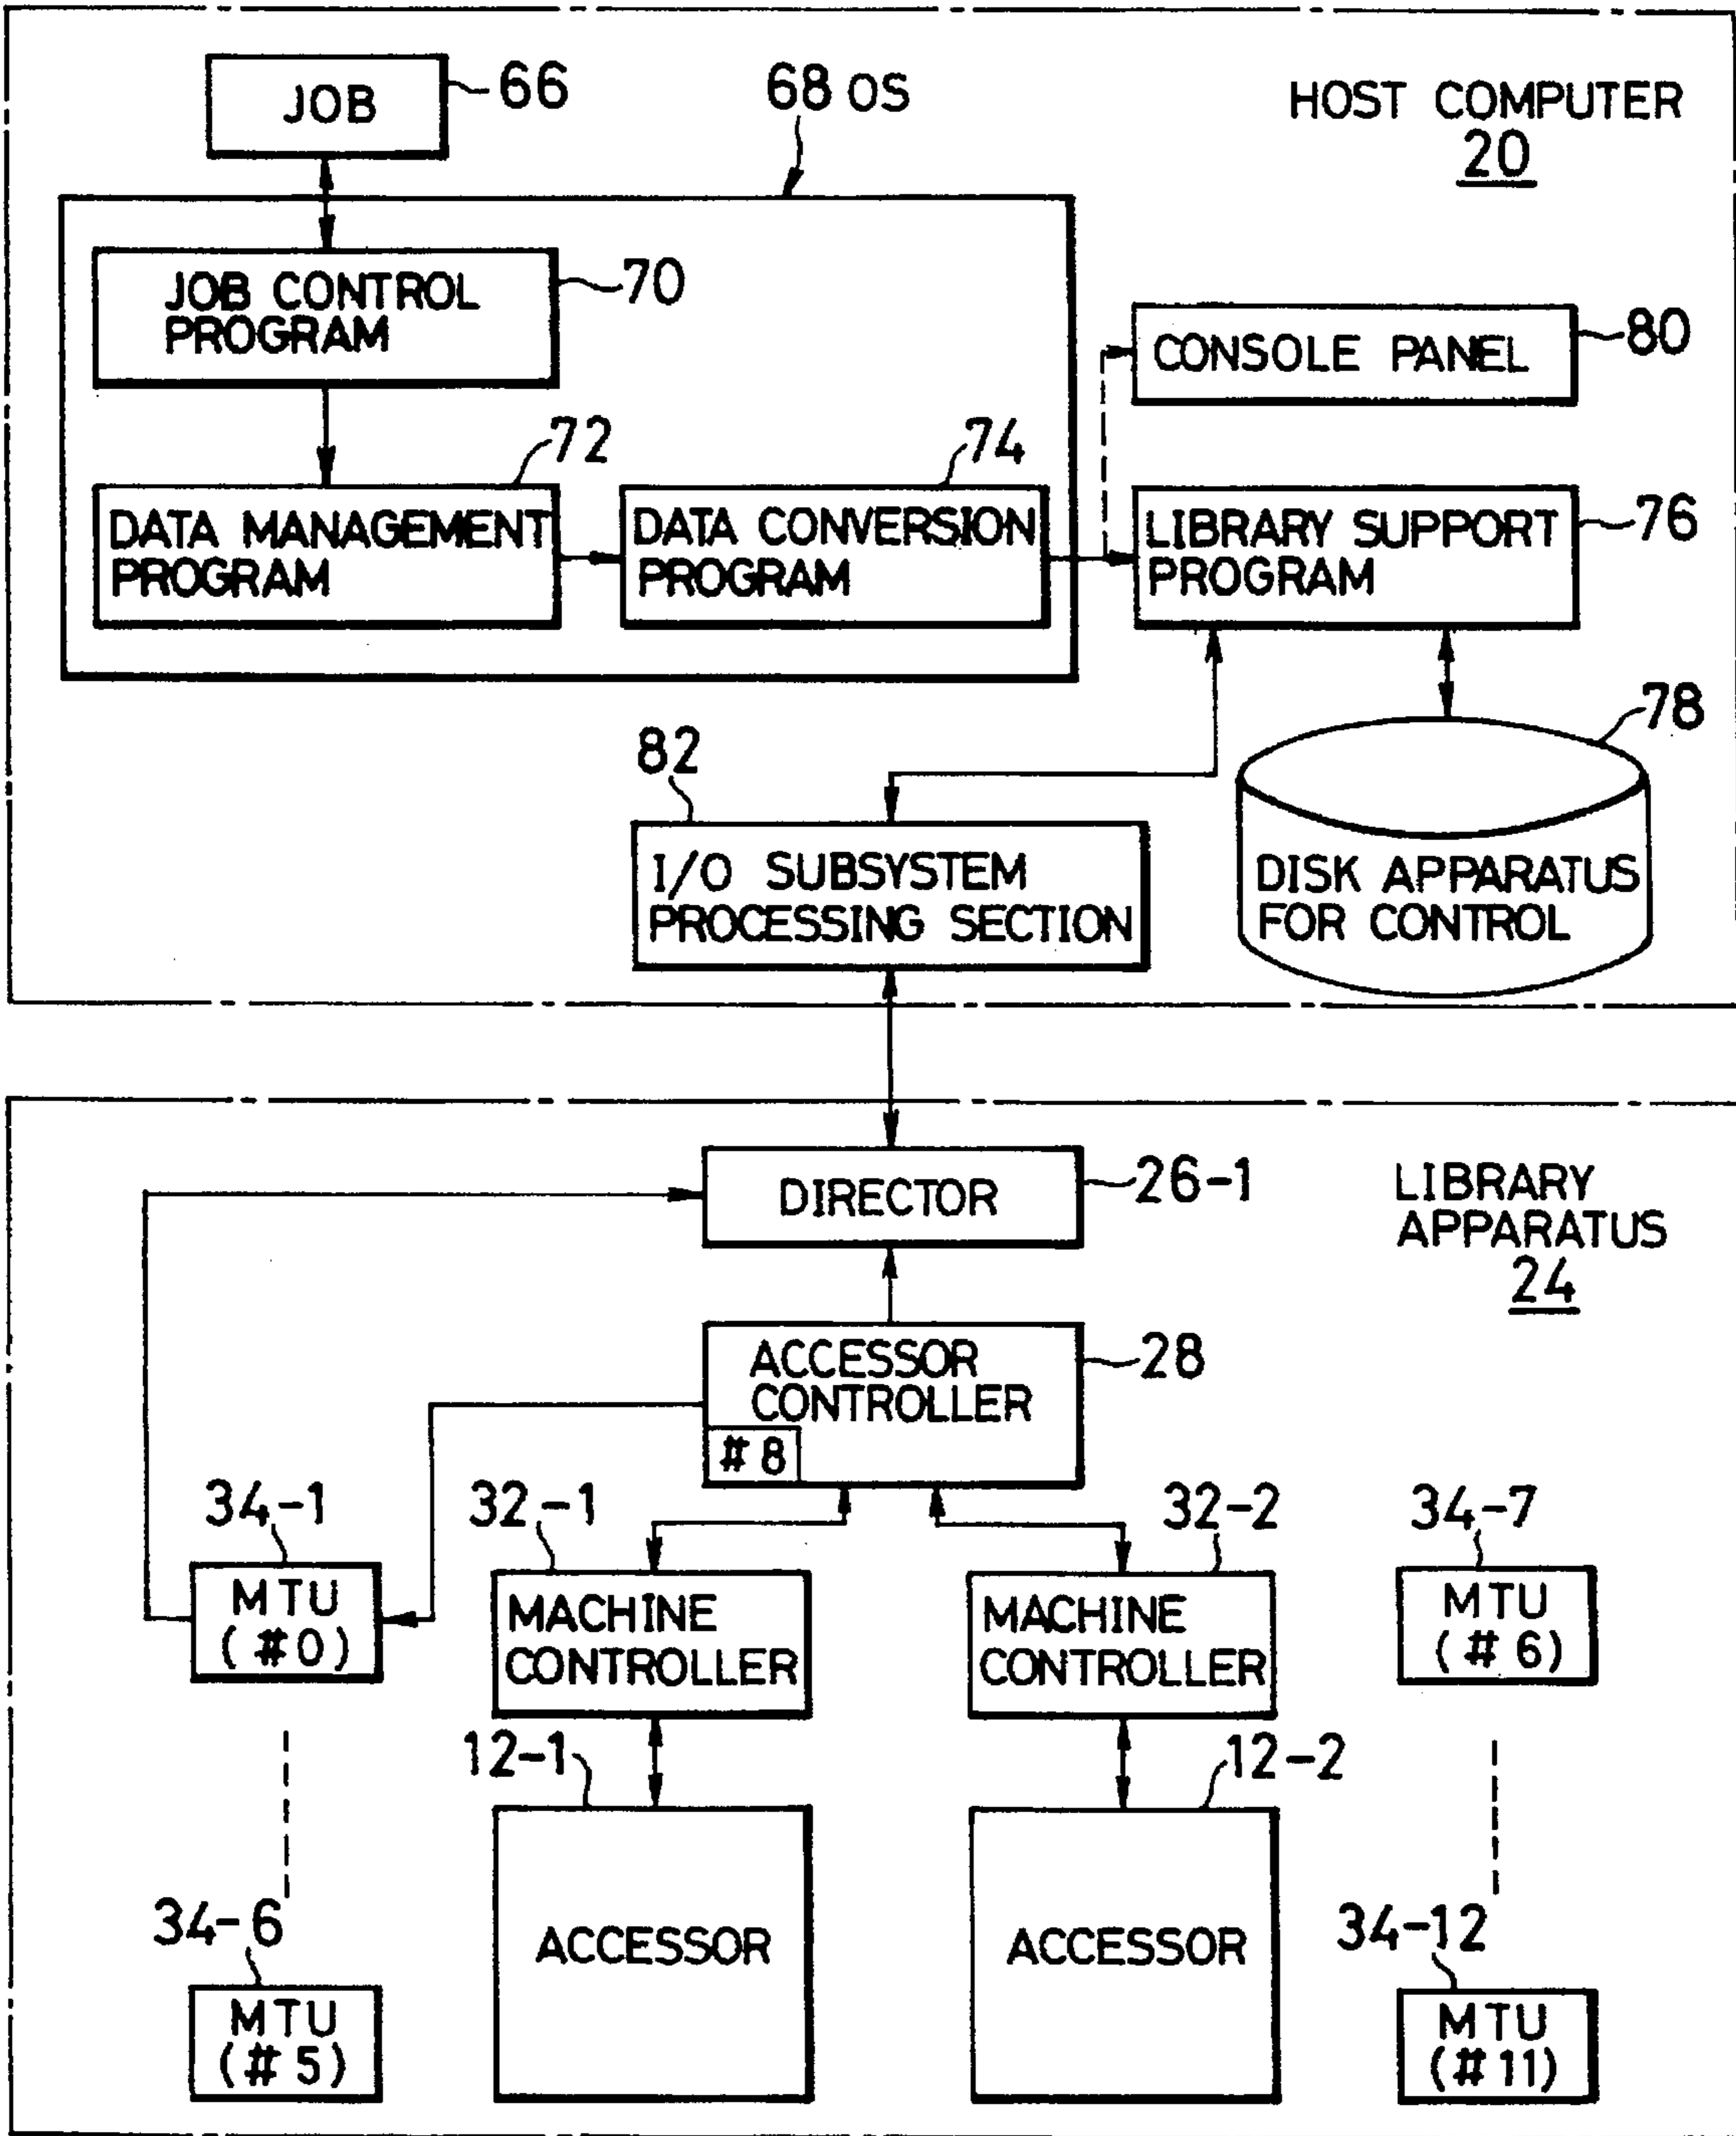 JOB
66
68 OS
HOST COMPUTER
20
JOB CONTROL
PROGRAM
70
CONSOLE PANEL
80
72
74
DATA MANAGEMENT
PROGRAM
DATA CONVERSION
PROGRAM
LIBRARY SUPPORT
PROGRAM
76
78
82
I/O SUBSYSTEM
PROCESSING SECTION
DISK APPARATUS
FOR CONTROL
DIRECTOR
26-1
LIBRARY
APPARATUS
24
ACCESSOR
CONTROLLER
#8
28
34-1
32-1
32-2
34-7
MTU
(#0)
MACHINE
CONTROLLER
MACHINE
CONTROLLER
MTU
(#6)
12-1
12-2
34-6
ACCESSOR
ACCESSOR
34-12
MTU
(#5)
MTU
(#11)